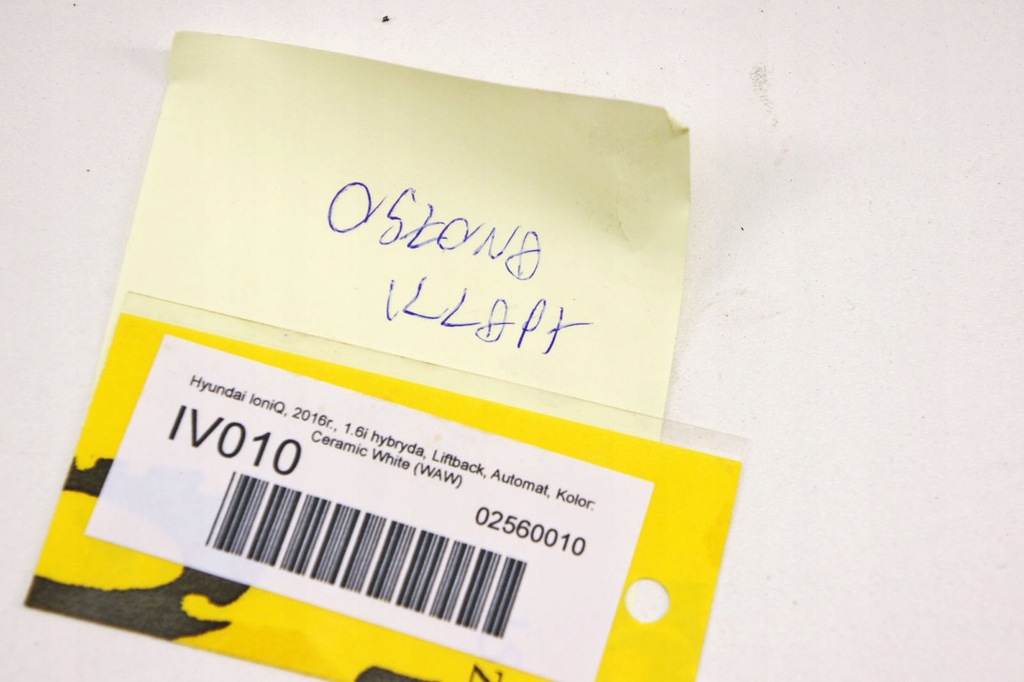 OSŁONA
KLAPY
Hyundai IoniQ, 2016r., 1.6i hybryda, Liftback, Automat, Kolor:
Ceramic White (WAW)
IV010
02560010